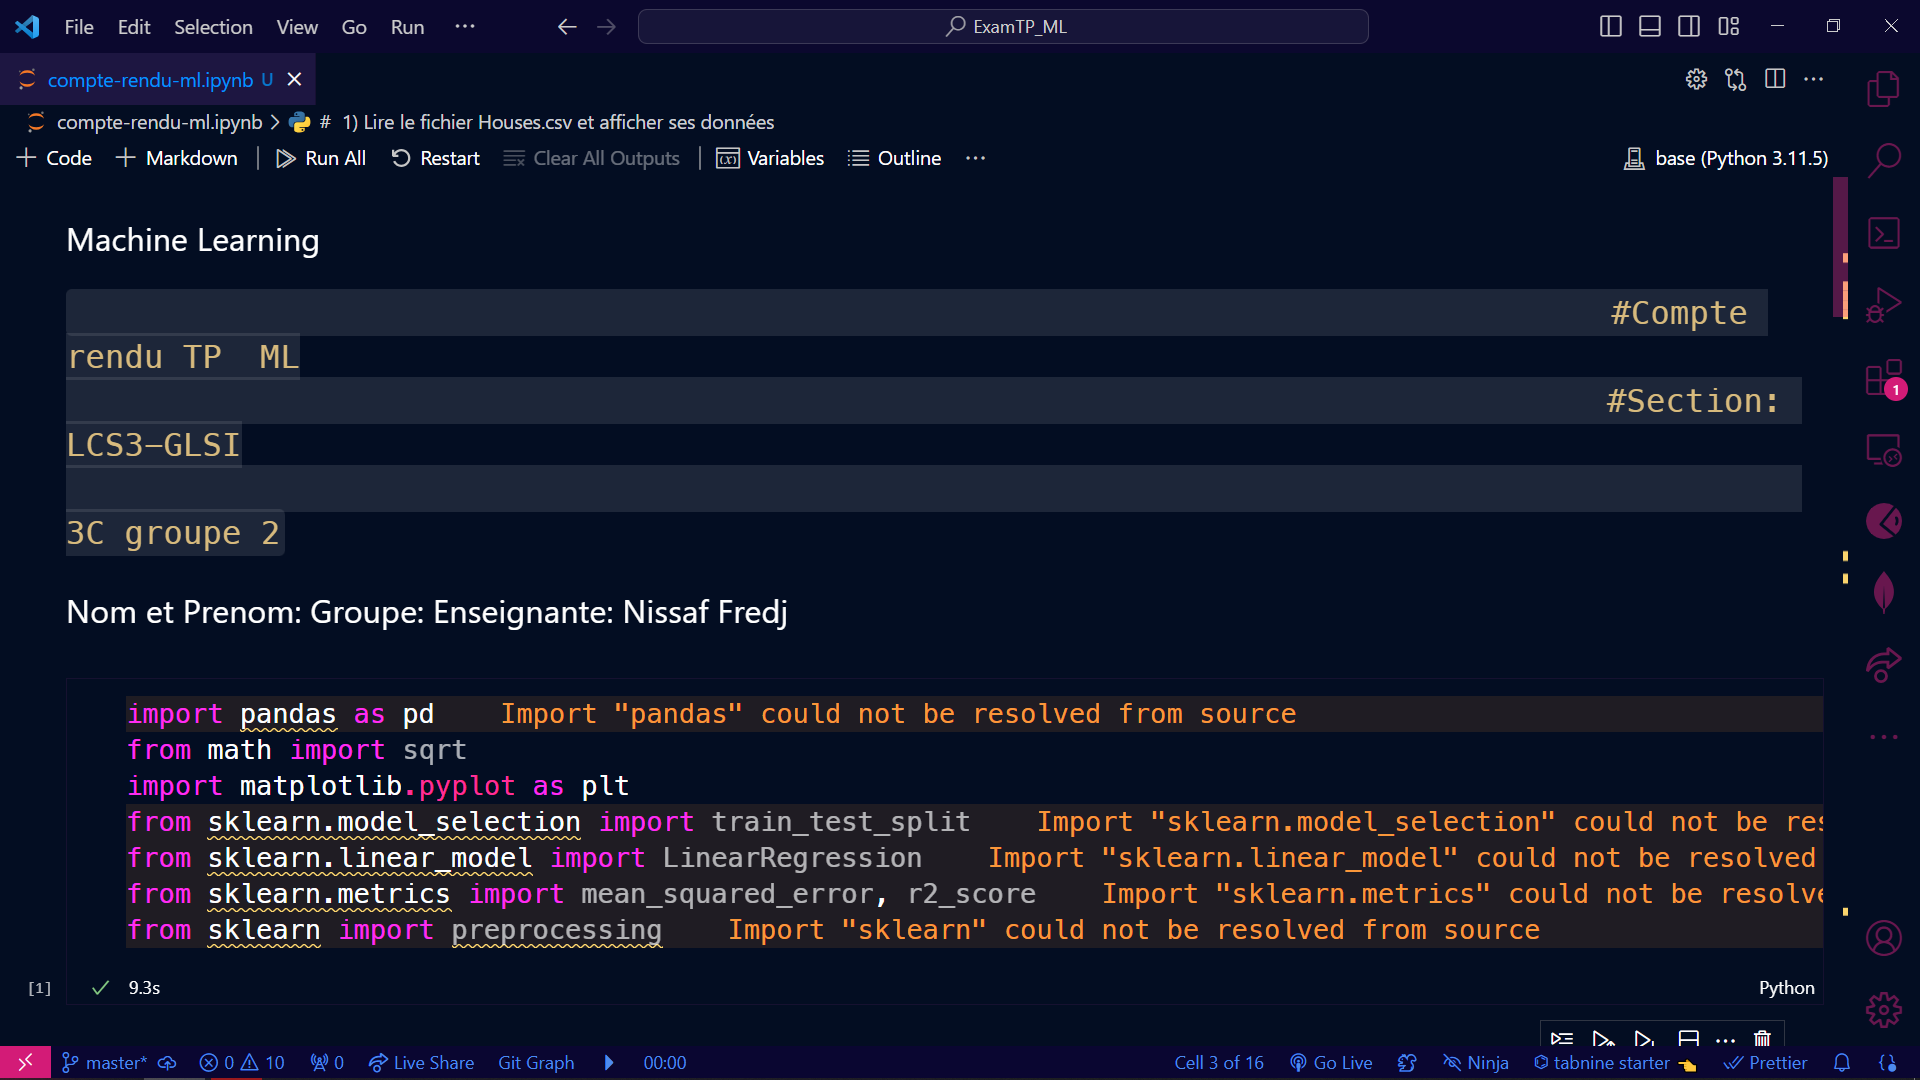 File Edit Selection View Go Run ··· ExamTP_ML
compte-rendu-ml.ipynb U
compte-rendu-ml.ipynb > # 1) Lire le fichier Houses.csv et afficher ses données
+ Code + Markdown | Run All Restart Clear All Outputs | Variables Outline ··· base (Python 3.11.5)
Machine Learning
#Compte
rendu TP  ML
#Section:
LCS3-GLSI
3C groupe 2
Nom et Prenom: Groupe: Enseignante: Nissaf Fredj
import pandas as pd    Import "pandas" could not be resolved from source
from math import sqrt
import matplotlib.pyplot as plt
from sklearn.model_selection import train_test_split    Import "sklearn.model_selection" could not be res
from sklearn.linear_model import LinearRegression    Import "sklearn.linear_model" could not be resolved
from sklearn.metrics import mean_squared_error, r2_score    Import "sklearn.metrics" could not be resolve
from sklearn import preprocessing    Import "sklearn" could not be resolved from source
[1] 9.3s Python
1
master* 0 10 0 Live Share Git Graph 00:00 Cell 3 of 16 Go Live Ninja tabnine starter Prettier